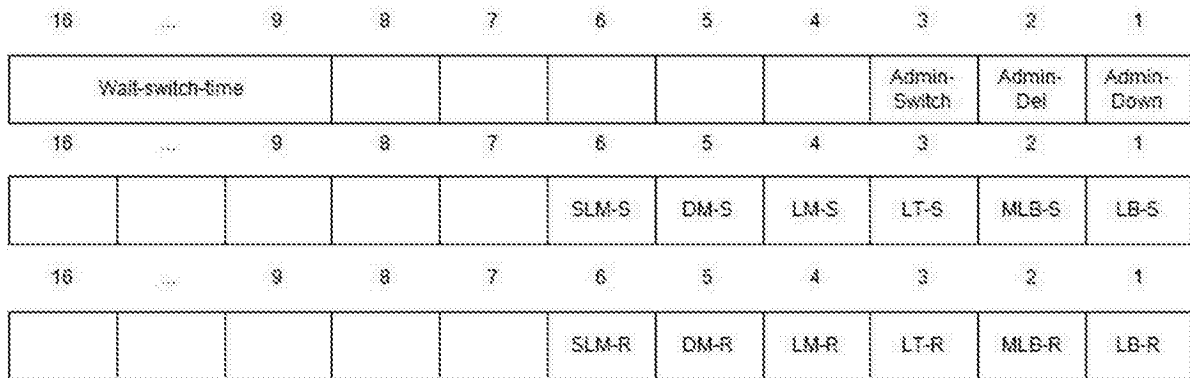 16 ... 9 8 7 6 5 4 3 2 1
Wait-switch-time Admin-Switch Admin-Del Admin-Down
16 ... 9 8 7 6 5 4 3 2 1
SLM-S DM-S LM-S LT-S MLB-S LB-S
16 ... 9 8 7 6 5 4 3 2 1
SLM-R DM-R LM-R LT-R MLB-R LB-R